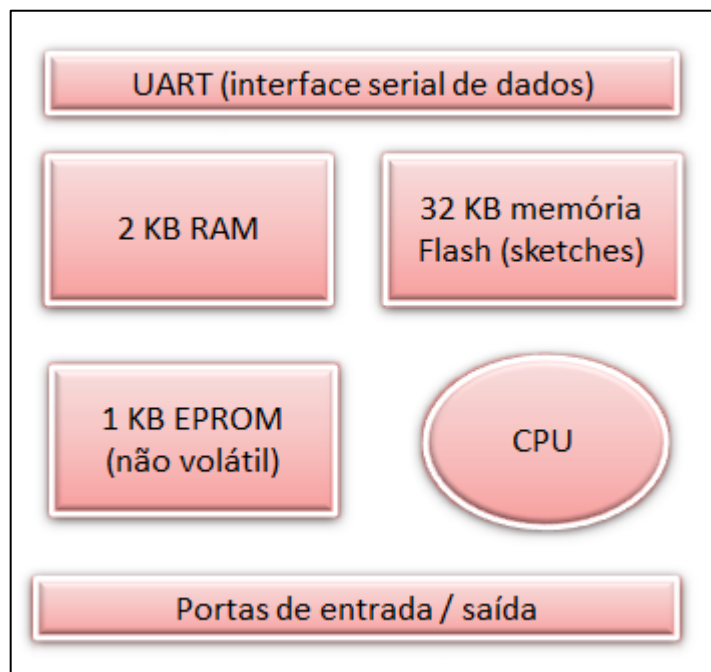 UART (interface serial de dados)
2 KB RAM
32 KB memória
Flash (sketches)
1 KB EPROM
(não volátil)
CPU
Portas de entrada / saída